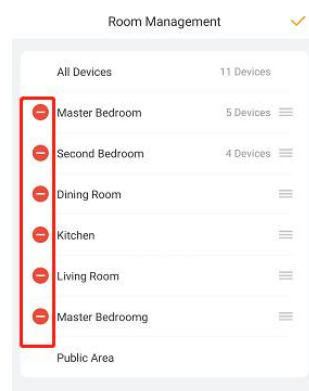 Room Management
All Devices 11 Devices
Master Bedroom 5 Devices
Second Bedroom 4 Devices
Dining Room
Kitchen
Living Room
Master Bedroomg
Public Area